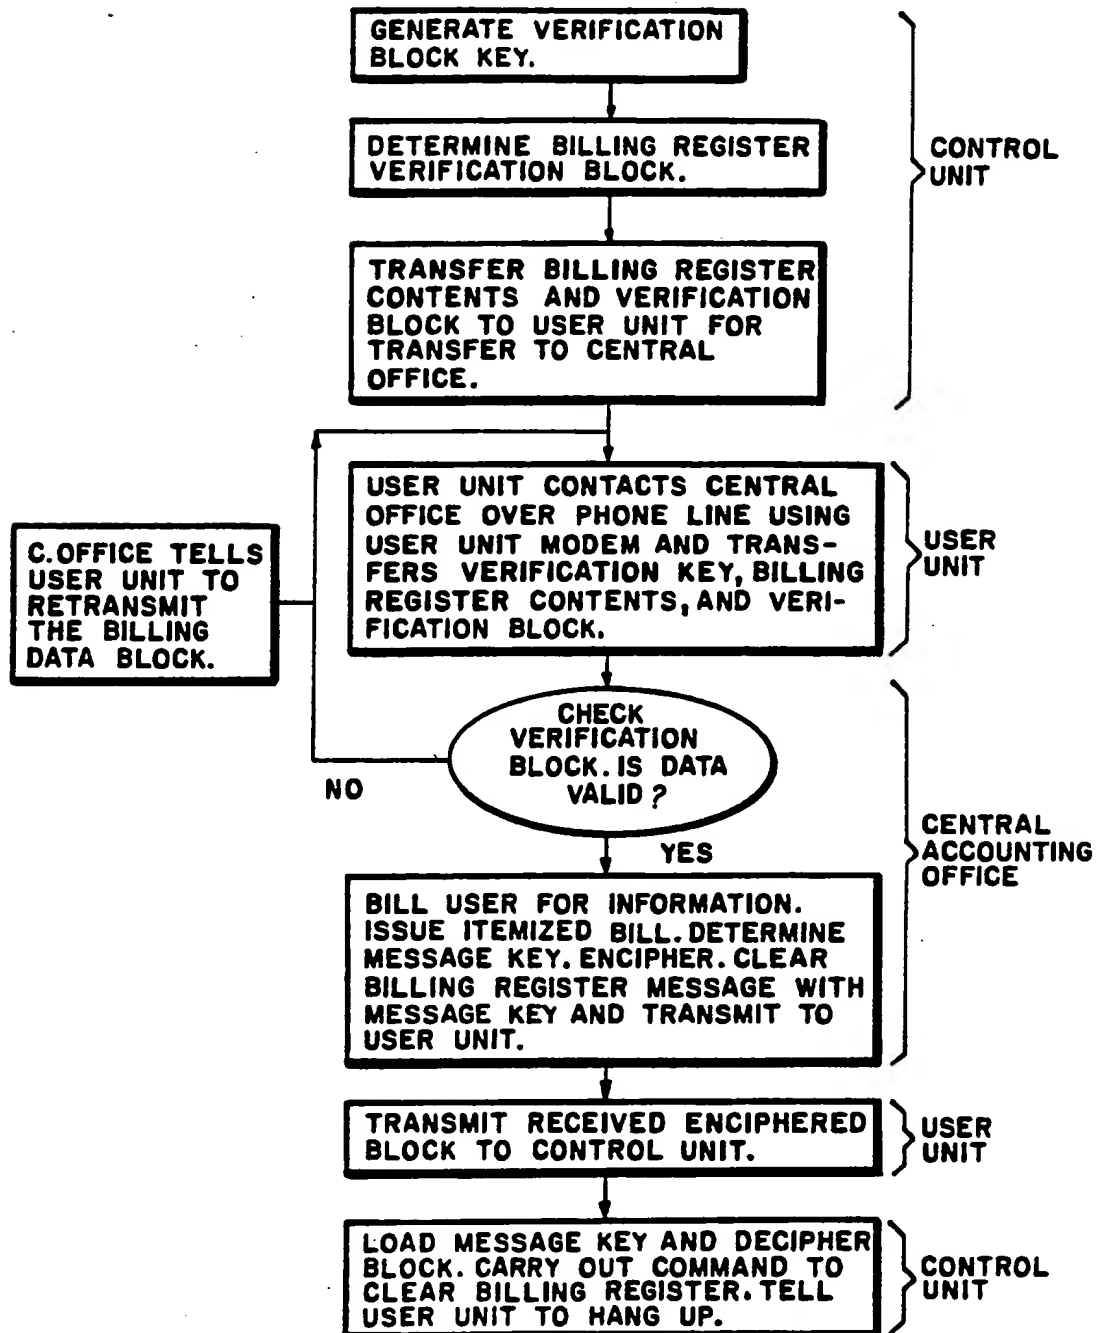 GENERATE VERIFICATION
BLOCK KEY.
DETERMINE BILLING REGISTER
VERIFICATION BLOCK.
TRANSFER BILLING REGISTER
CONTENTS AND VERIFICATION
BLOCK TO USER UNIT FOR
TRANSFER TO CENTRAL
OFFICE.
CONTROL
UNIT
USER UNIT CONTACTS CENTRAL
OFFICE OVER PHONE LINE USING
USER UNIT MODEM AND TRANS-
FERS VERIFICATION KEY, BILLING
REGISTER CONTENTS, AND VERI-
FICATION BLOCK.
USER
UNIT
C. OFFICE TELLS
USER UNIT TO
RETRANSMIT
THE BILLING
DATA BLOCK.
CHECK
VERIFICATION
BLOCK. IS DATA
VALID?
NO
YES
BILL USER FOR INFORMATION.
ISSUE ITEMIZED BILL. DETERMINE
MESSAGE KEY. ENCIPHER. CLEAR
BILLING REGISTER MESSAGE WITH
MESSAGE KEY AND TRANSMIT TO
USER UNIT.
CENTRAL
ACCOUNTING
OFFICE
TRANSMIT RECEIVED ENCIPHERED
BLOCK TO CONTROL UNIT.
USER
UNIT
LOAD MESSAGE KEY AND DECIPHER
BLOCK. CARRY OUT COMMAND TO
CLEAR BILLING REGISTER. TELL
USER UNIT TO HANG UP.
CONTROL
UNIT